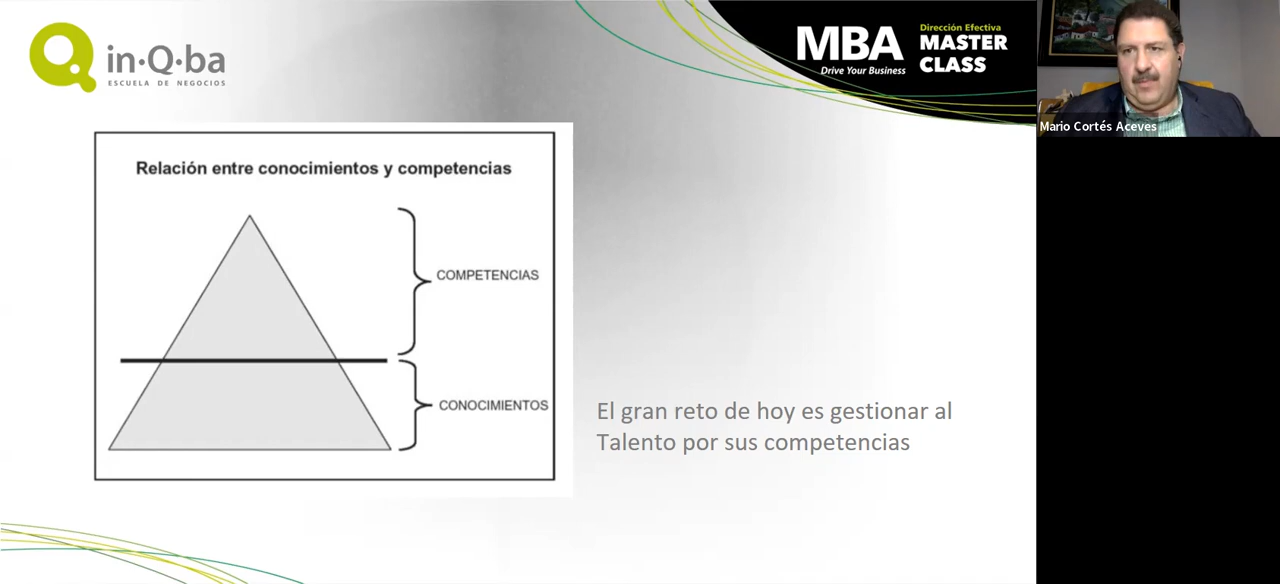 in·Q·ba
ESCUELA DE NEGOCIOS
MBA
Drive Your Business
Dirección Efectiva
MASTER
CLASS
Mario Cortés Aceves
Relación entre conocimientos y competencias
COMPETENCIAS
CONOCIMIENTOS
El gran reto de hoy es gestionar al
Talento por sus competencias